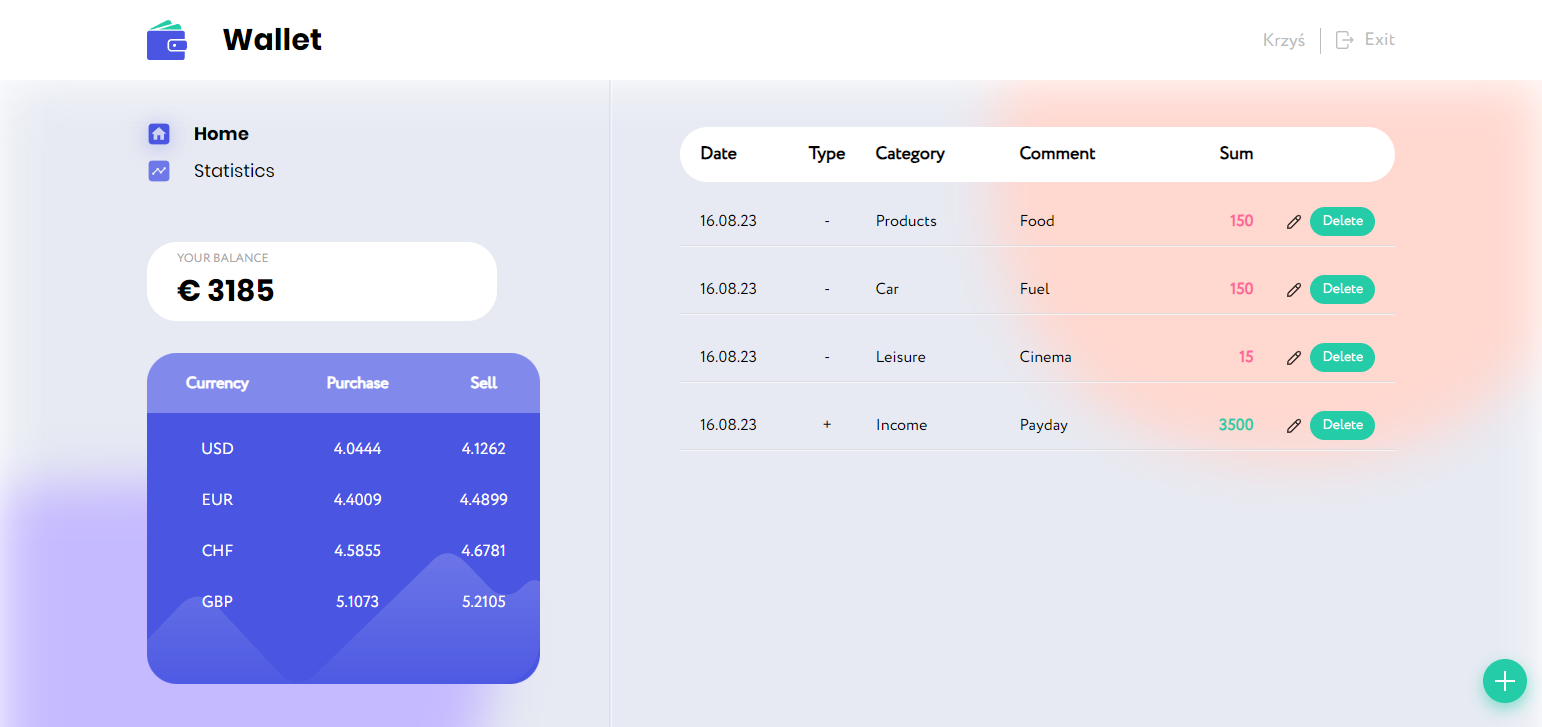 Wallet
Krzyś
Exit
Home
Statistics
YOUR BALANCE
€ 3185
Currency Purchase Sell
USD 4.0444 4.1262
EUR 4.4009 4.4899
CHF 4.5855 4.6781
GBP 5.1073 5.2105
Date Type Category Comment Sum
16.08.23 - Products Food 150 Delete
16.08.23 - Car Fuel 150 Delete
16.08.23 - Leisure Cinema 15 Delete
16.08.23 + Income Payday 3500 Delete